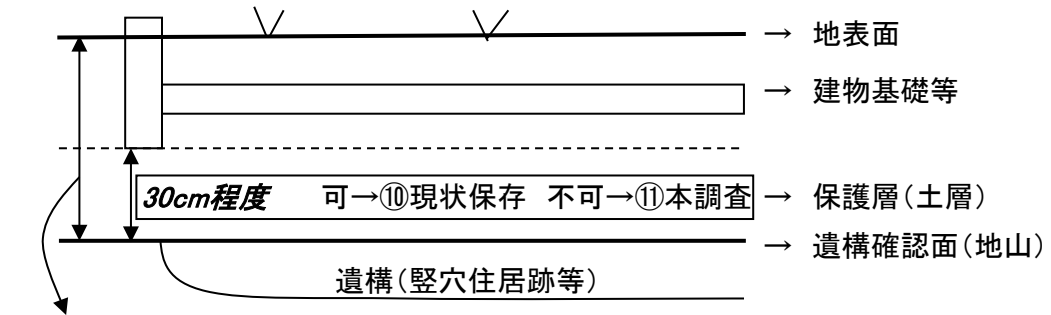 → 地表面
→ 建物基礎等
30cm程度 可→⑩現状保存 不可→⑪本調査 → 保護層(土層)
→ 遺構確認面(地山)
遺構(竪穴住居跡等)